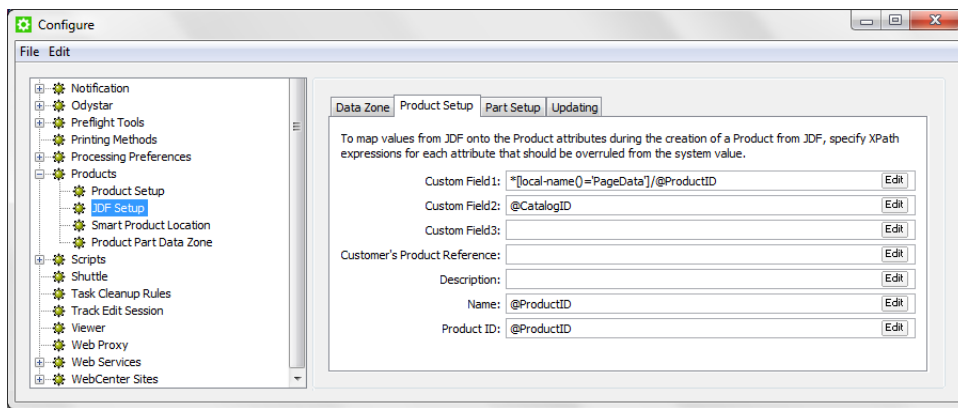 Configure
File Edit
Notification
Odystar
Preflight Tools
Printing Methods
Processing Preferences
Products
Product Setup
JDF Setup
Smart Product Location
Product Part Data Zone
Scripts
Shuttle
Task Cleanup Rules
Track Edit Session
Viewer
Web Proxy
Web Services
WebCenter Sites
Data Zone Product Setup Part Setup Updating
To map values from JDF onto the Product attributes during the creation of a Product from JDF, specify XPath
expressions for each attribute that should be overruled from the system value.
Custom Field1: *[local-name()='PageData']/@ProductID Edit
Custom Field2: @CatalogID Edit
Custom Field3: Edit
Customer's Product Reference: Edit
Description: Edit
Name: @ProductID Edit
Product ID: @ProductID Edit